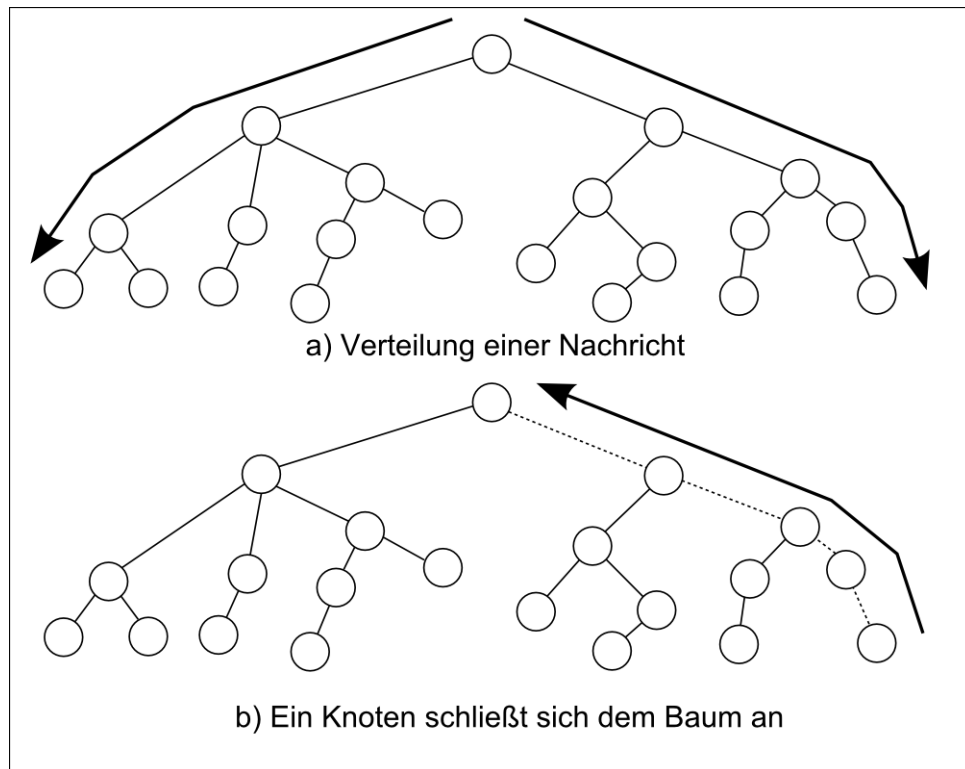 a) Verteilung einer Nachricht
b) Ein Knoten schließt sich dem Baum an